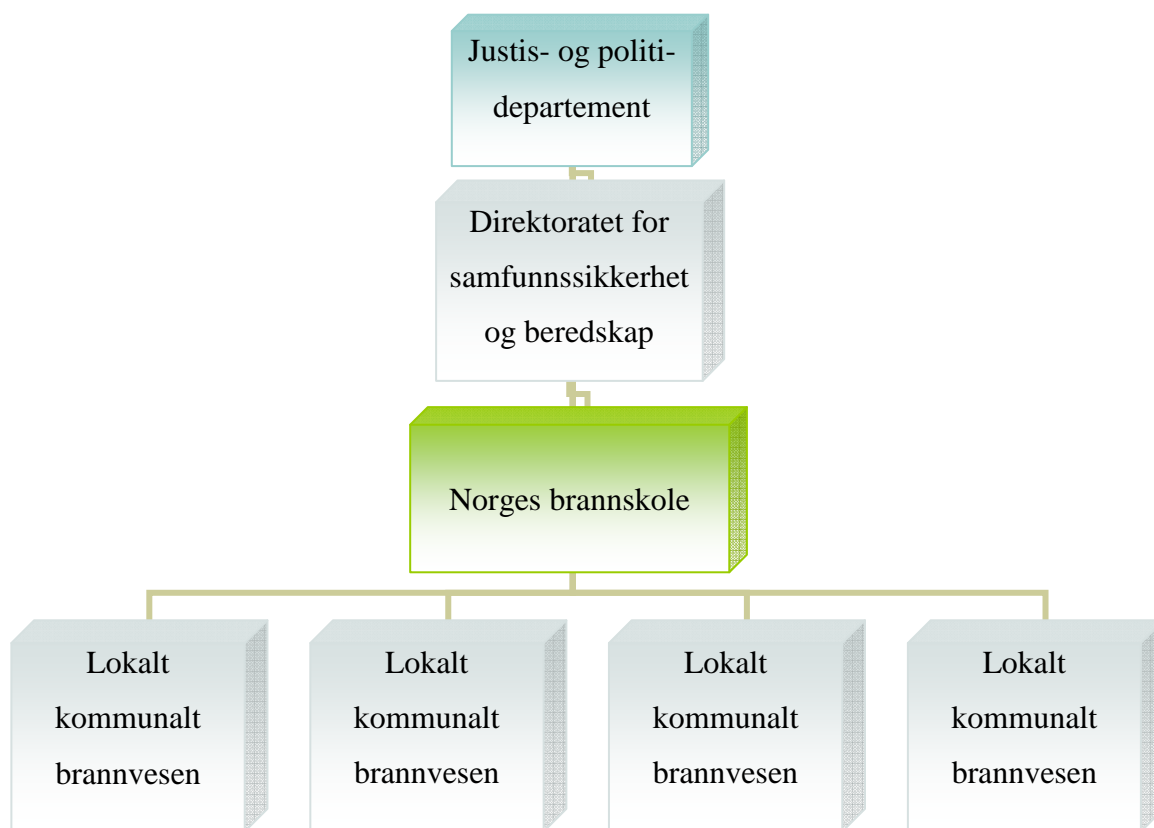 Justis- og politi-
departement
Direktoratet for
samfunnssikkerhet
og beredskap
Norges brannskole
Lokalt
kommunalt
brannvesen
Lokalt
kommunalt
brannvesen
Lokalt
kommunalt
brannvesen
Lokalt
kommunalt
brannvesen